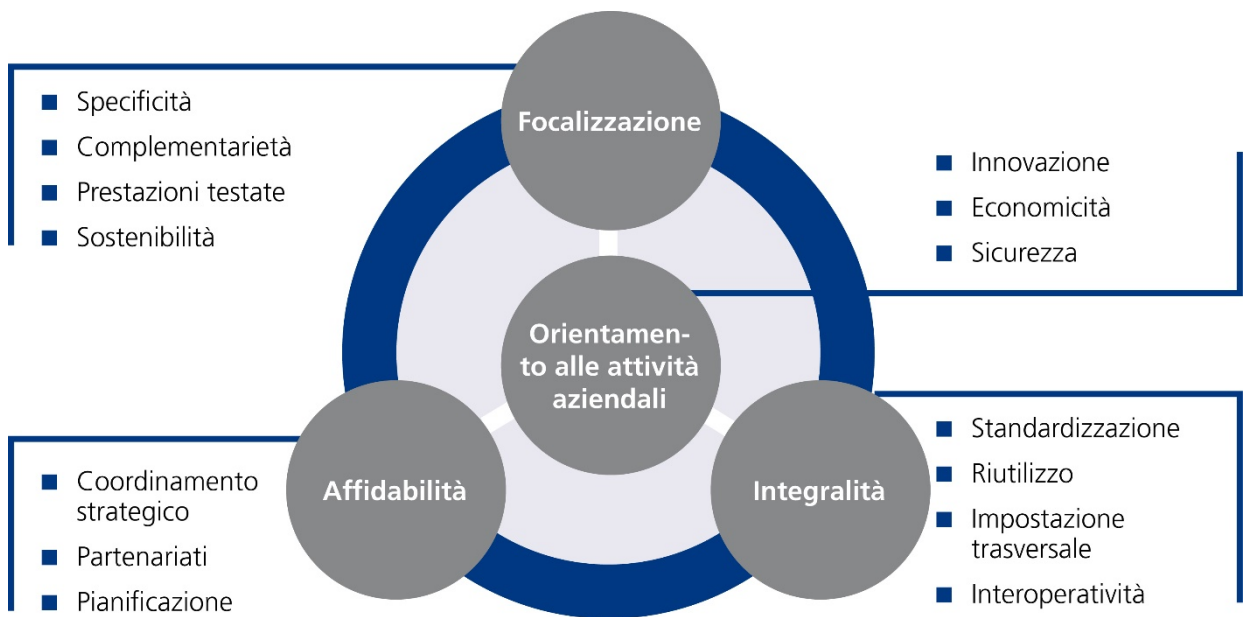 Focalizzazione
Specificità
Complementarietà
Prestazioni testate
Sostenibilità
Innovazione
Economicità
Sicurezza
Orientamen-
to alle attività
aziendali
Affidabilità
Coordinamento
strategico
Partenariati
Pianificazione
Integralità
Standardizzazione
Riutilizzo
Impostazione
trasversale
Interoperatività